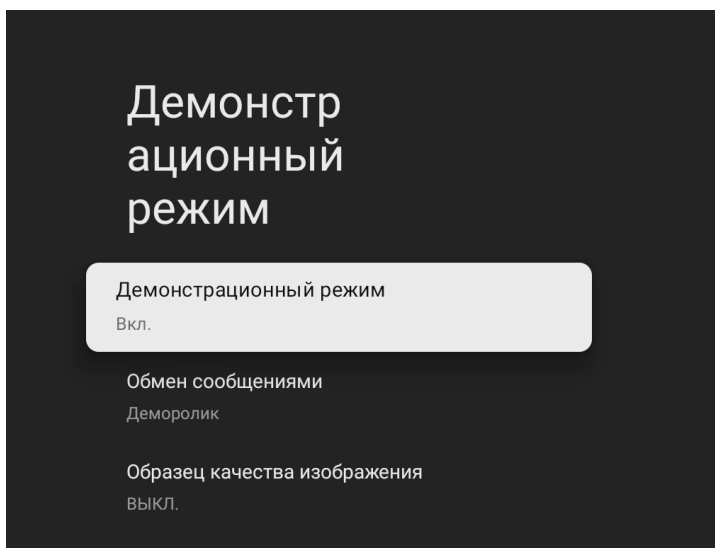 Демонстр
ационный
режим
Демонстрационный режим
Вкл.
Обмен сообщениями
Деморолик
Образец качества изображения
ВЫКЛ.